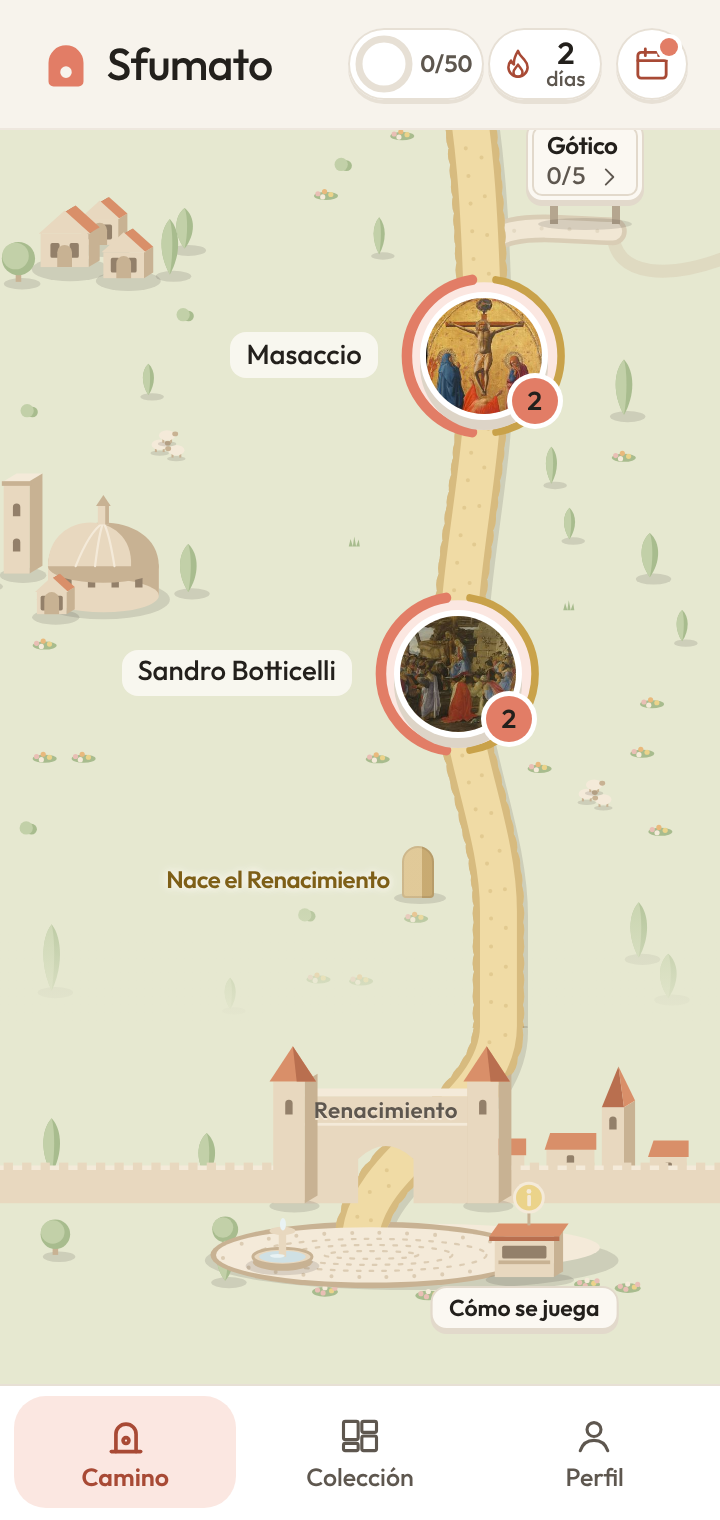 Sfumato
0/50
2
días
Gótico
0/5
Masaccio
2
Sandro Botticelli
2
Nace el Renacimiento
Renacimiento
i
Cómo se juega
Camino
Colección
Perfil